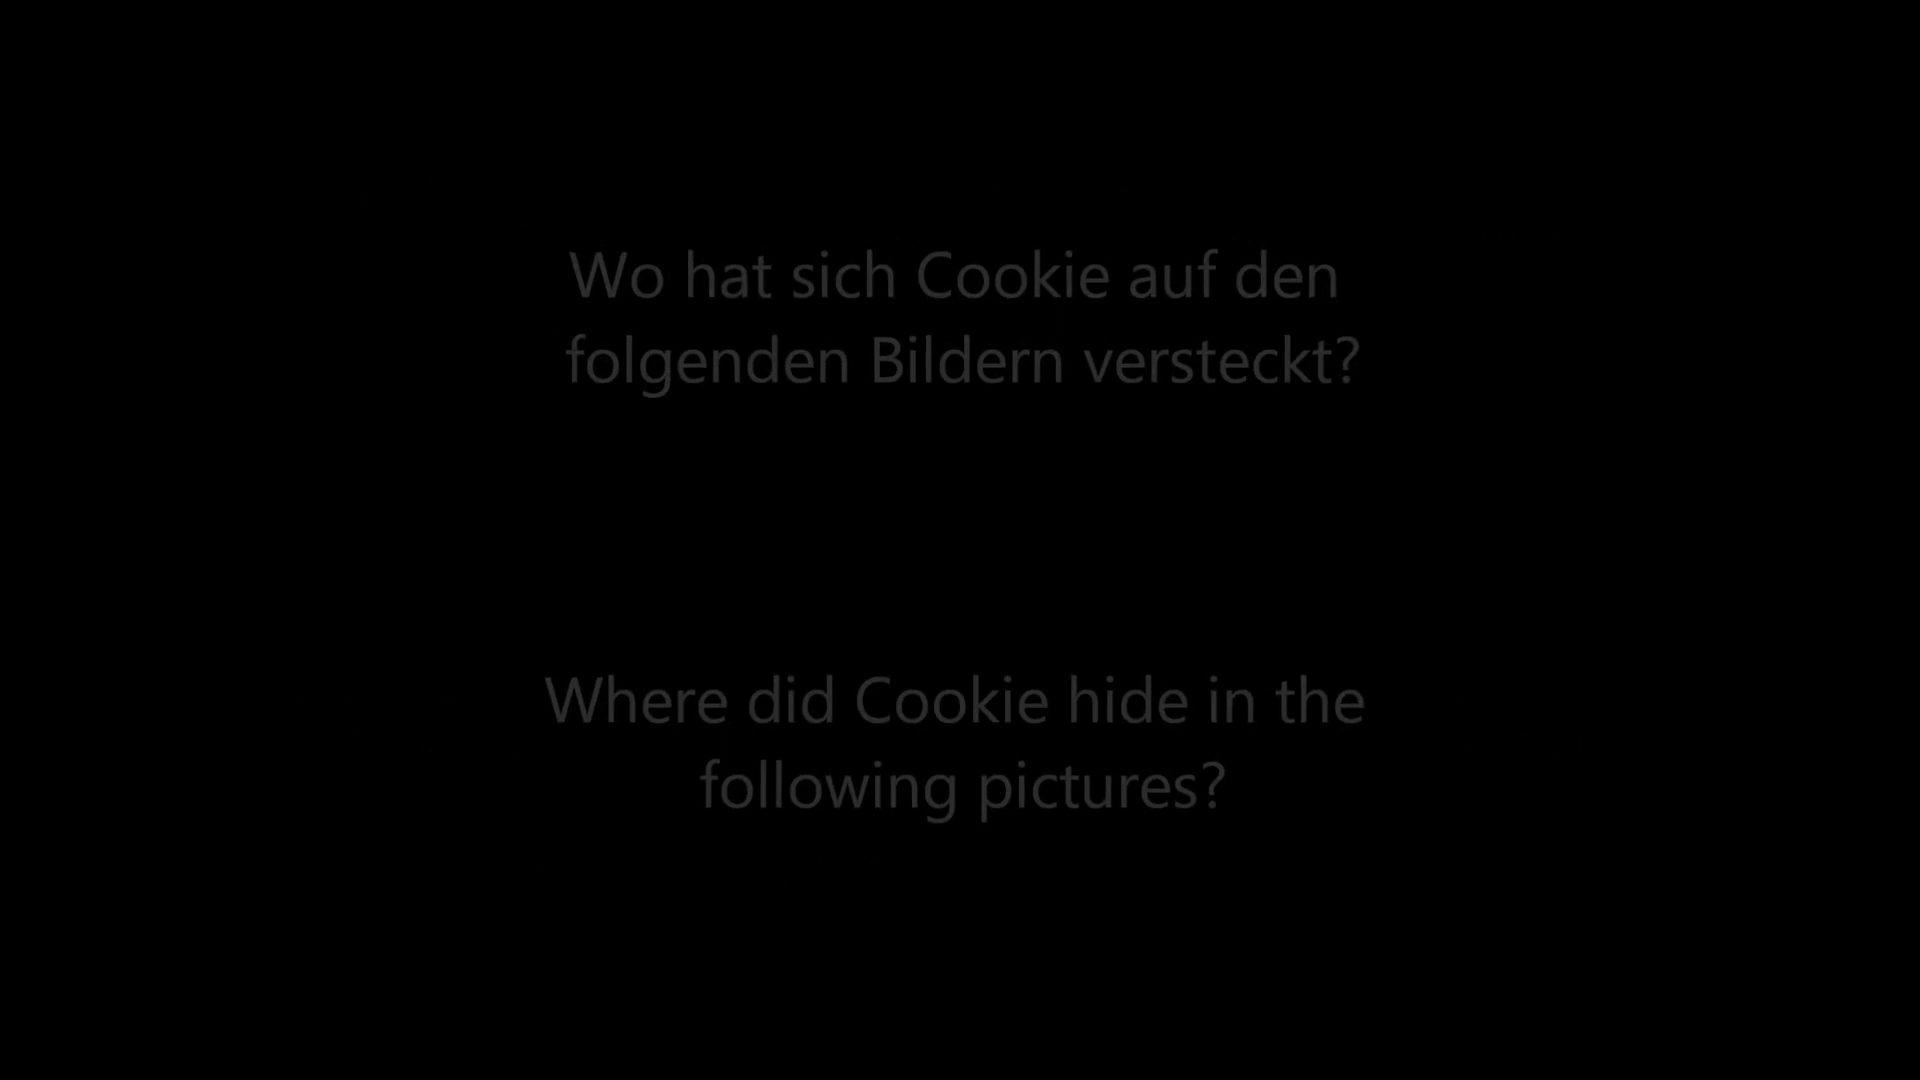 Wo hat sich Cookie auf den
folgenden Bildern versteckt?
Where did Cookie hide in the
following pictures?